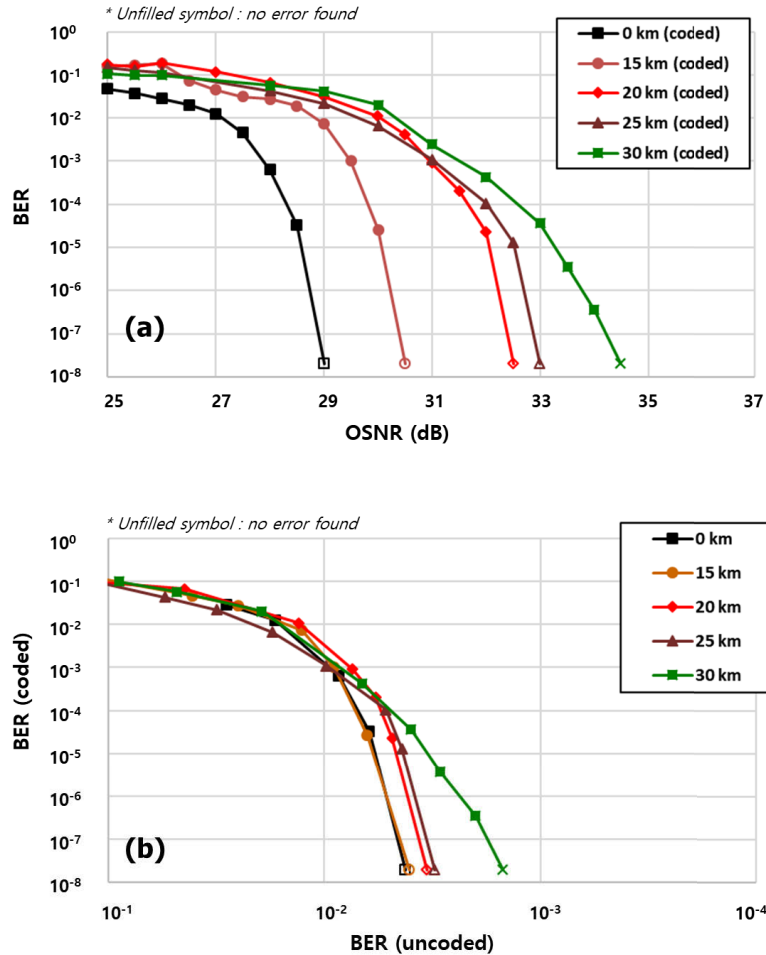 * Unfilled symbol : no error found
10^0
10^-1
10^-2
10^-3
10^-4
10^-5
10^-6
10^-7
10^-8
BER
0 km (coded)
15 km (coded)
20 km (coded)
25 km (coded)
30 km (coded)
(a)
25 27 29 31 33 35 37
OSNR (dB)
* Unfilled symbol : no error found
10^0
10^-1
10^-2
10^-3
10^-4
10^-5
10^-6
10^-7
10^-8
BER (coded)
0 km
15 km
20 km
25 km
30 km
(b)
10^-1 10^-2 10^-3 10^-4
BER (uncoded)